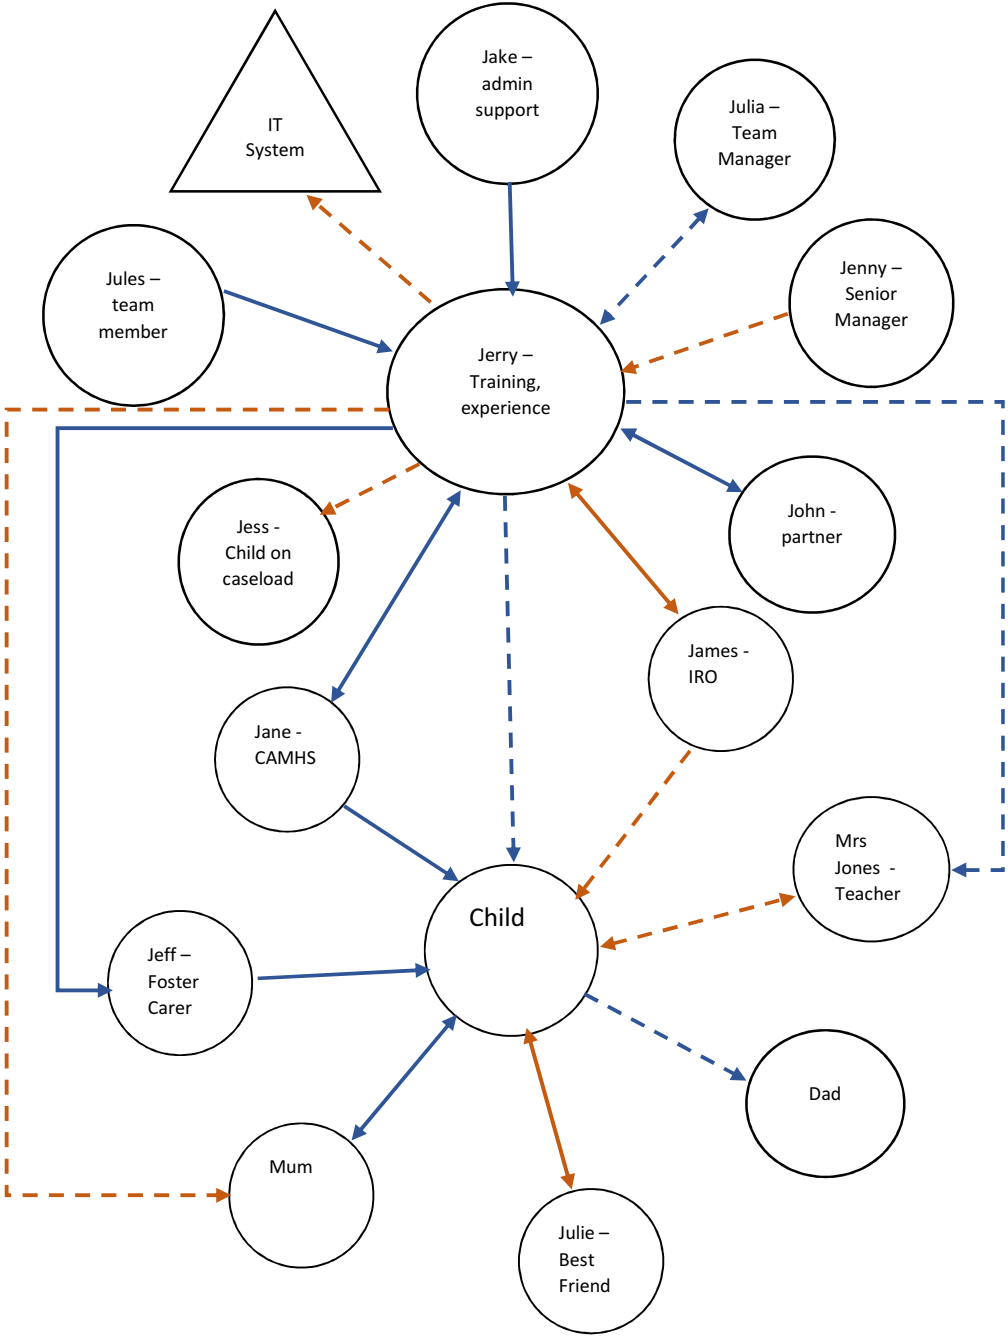 Jake –
admin
support
Julia –
Team
Manager
IT
System
Jenny –
Senior
Manager
Jules –
team
member
Jerry –
Training,
experience
John -
partner
Jess -
Child on
caseload
James -
IRO
Jane -
CAMHS
Mrs
Jones -
Teacher
Child
Jeff –
Foster
Carer
Dad
Mum
Julie –
Best
Friend